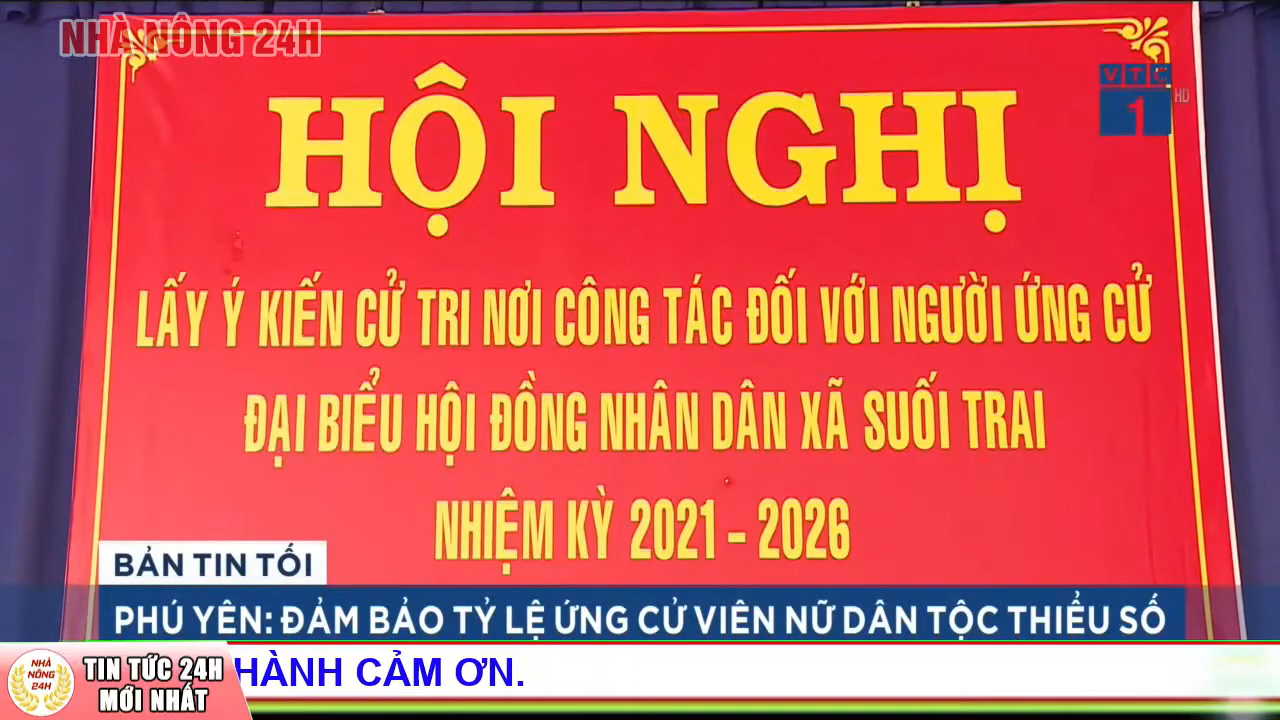 NHÀ NÔNG 24H
VTC
1
HD
HỘI NGHỊ
LẤY Ý KIẾN CỬ TRI NƠI CÔNG TÁC ĐỐI VỚI NGƯỜI ỨNG CỬ
ĐẠI BIỂU HỘI ĐỒNG NHÂN DÂN XÃ SUỐI TRAI
NHIỆM KỲ 2021 - 2026
BẢN TIN TỐI
PHÚ YÊN: ĐẢM BẢO TỶ LỆ ỨNG CỬ VIÊN NỮ DÂN TỘC THIỂU SỐ
NHÀ
NÔNG
24H
TIN TỨC 24H
MỚI NHẤT
HÀNH CẢM ƠN.